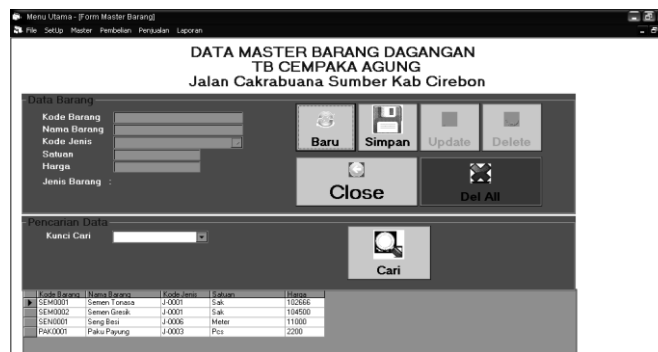 Menu Utama - [Form Master Barang]
File SetUp Master Pembelian Penjualan Laporan
DATA MASTER BARANG DAGANGAN
TB CEMPAKA AGUNG
Jalan Cakrabuana Sumber Kab Cirebon
Data Barang
Kode Barang
Nama Barang
Kode Jenis
Satuan
Harga
Jenis Barang :
Baru Simpan Update Delete
Close Del All
Pencarian Data
Kunci Cari
Cari
Kode Barang Nama Barang Kode Jenis Satuan Harga
SEM0001 Semen Tonasa J-0001 Sak 102666
SEM0002 Semen Gresik J-0001 Sak 104500
SEN0001 Seng Besi J-0006 Meter 11000
PAK0001 Paku Payung J-0003 Pcs 2200